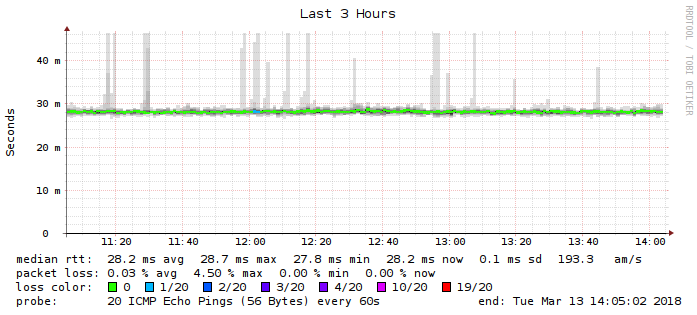 Last 3 Hours
RRDTOOL / TOBI OETIKER
Seconds
40 m
30 m
20 m
10 m
0
11:20 11:40 12:00 12:20 12:40 13:00 13:20 13:40 14:00
median rtt: 28.2 ms avg 28.7 ms max 27.8 ms min 28.2 ms now 0.1 ms sd 193.3 am/s
packet loss: 0.03 % avg 4.50 % max 0.00 % min 0.00 % now
loss color: 0 1/20 2/20 3/20 4/20 10/20 19/20
probe: 20 ICMP Echo Pings (56 Bytes) every 60s end: Tue Mar 13 14:05:02 2018